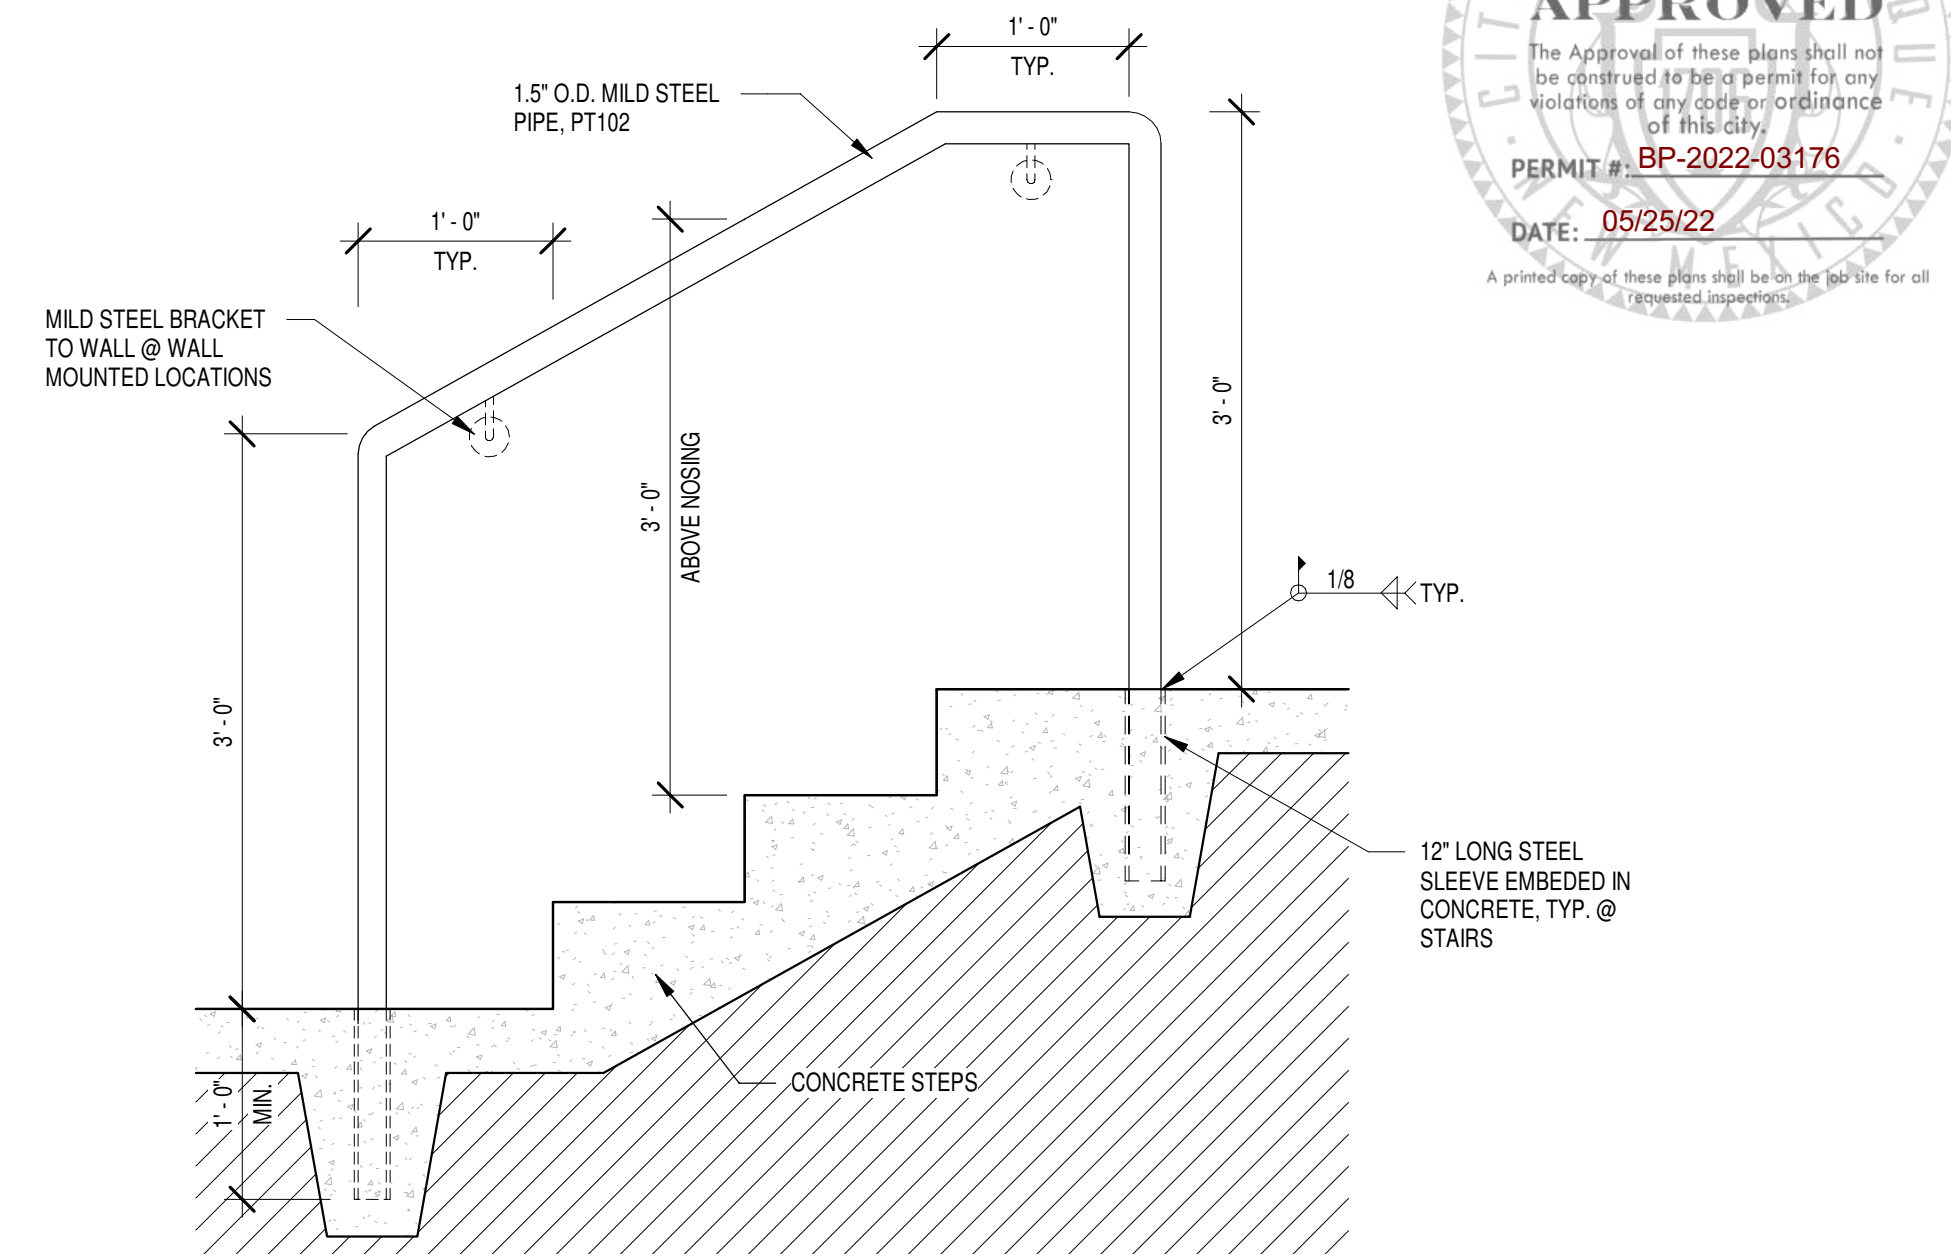 1' - 0"
TYP.
1.5" O.D. MILD STEEL
PIPE, PT102
1' - 0"
TYP.
MILD STEEL BRACKET
TO WALL @ WALL
MOUNTED LOCATIONS
3' - 0"
ABOVE NOSING
3' - 0"
3' - 0"
1/8 TYP.
12" LONG STEEL
SLEEVE EMBEDED IN
CONCRETE, TYP. @
STAIRS
CONCRETE STEPS
1' - 0"
MIN.
APPROVED
The Approval of these plans shall not
be construed to be a permit for any
violations of any code or ordinance
of this city.
PERMIT #: BP-2022-03176
DATE: 05/25/22
A printed copy of these plans shall be on the job site for all
requested inspections.
NEW MEXICO